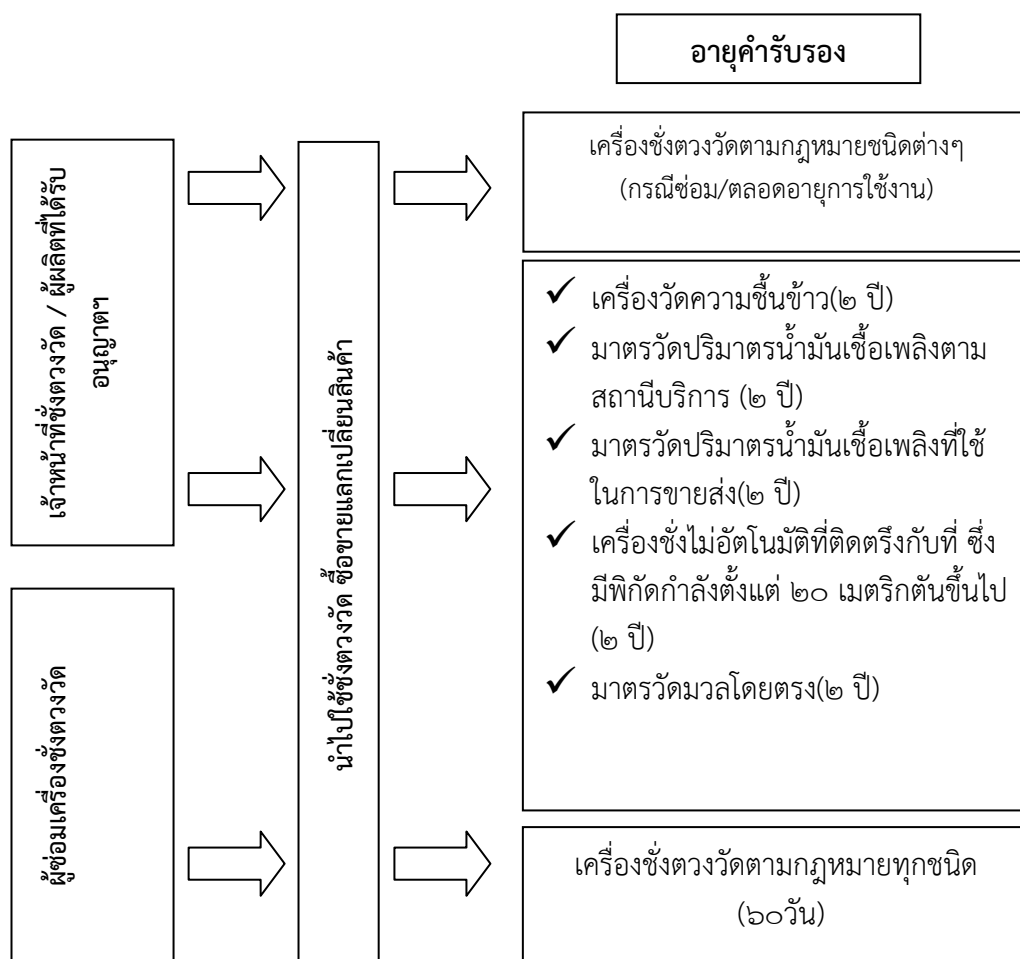 อายุคำรับรอง
เจ้าหน้าที่ชั่งตวงวัด / ผู้ผลิตที่ได้รับ
อนุญาตฯ
ผู้ซ่อมเครื่องชั่งตวงวัด
นำไปใช้ชั่งตวงวัด ซื้อขายแลกเปลี่ยนสินค้า
เครื่องชั่งตวงวัดตามกฎหมายชนิดต่างๆ
(กรณีซ่อม/ตลอดอายุการใช้งาน)
✓ เครื่องวัดความชื้นข้าว(๒ ปี)
✓ มาตรวัดปริมาตรน้ำมันเชื้อเพลิงตาม
สถานีบริการ (๒ ปี)
✓ มาตรวัดปริมาตรน้ำมันเชื้อเพลิงที่ใช้
ในการขายส่ง(๒ ปี)
✓ เครื่องชั่งไม่อัตโนมัติที่ติดตรึงกับที่ ซึ่ง
มีพิกัดกำลังตั้งแต่ ๒๐ เมตริกตันขึ้นไป
(๒ ปี)
✓ มาตรวัดมวลโดยตรง(๒ ปี)
เครื่องชั่งตวงวัดตามกฎหมายทุกชนิด
(๖๐วัน)